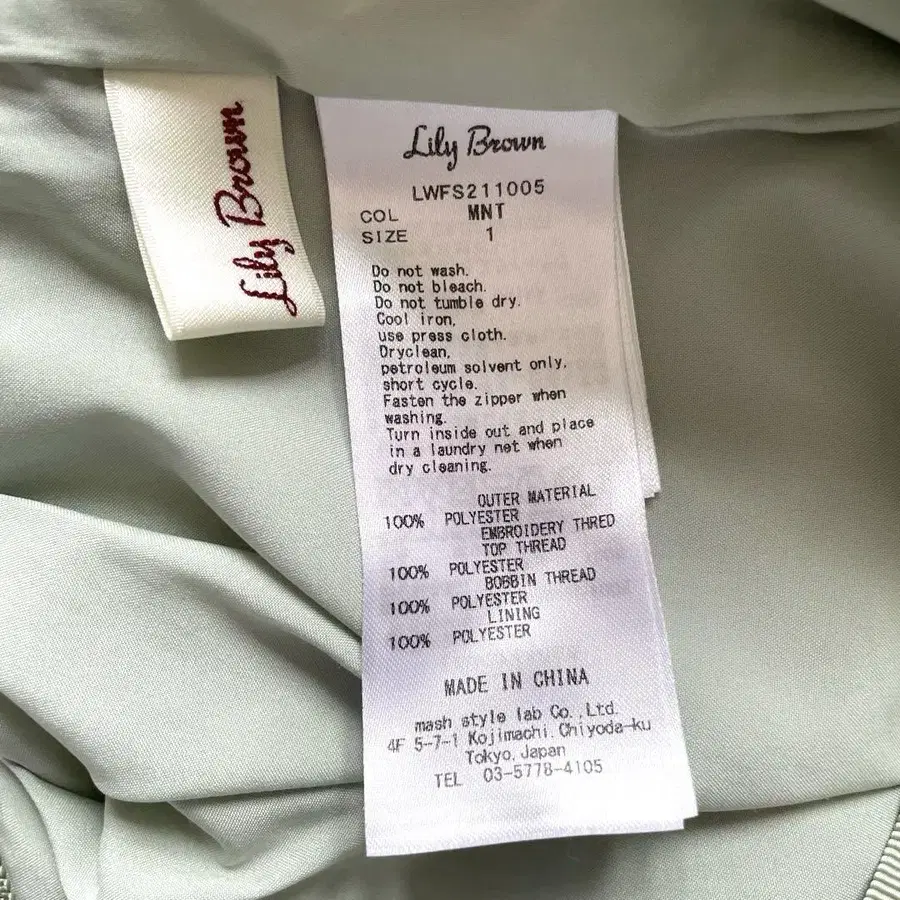 Lily Brown
Lily Brown
LWFS211005
COL MNT
SIZE 1
Do not wash.
Do not bleach.
Do not tumble dry.
Cool iron,
use press cloth.
Dryclean,
petroleum solvent only,
short cycle.
Fasten the zipper when
washing.
Turn inside out and place
in a laundry net when
dry cleaning.
OUTER MATERIAL
100% POLYESTER
EMBROIDERY THRED
TOP THREAD
100% POLYESTER
BOBBIN THREAD
100% POLYESTER
LINING
100% POLYESTER
MADE IN CHINA
mash style lab Co.,Ltd.
4F 5-7-1 Kojimachi, Chiyoda-ku
Tokyo, Japan
TEL 03-5778-4105